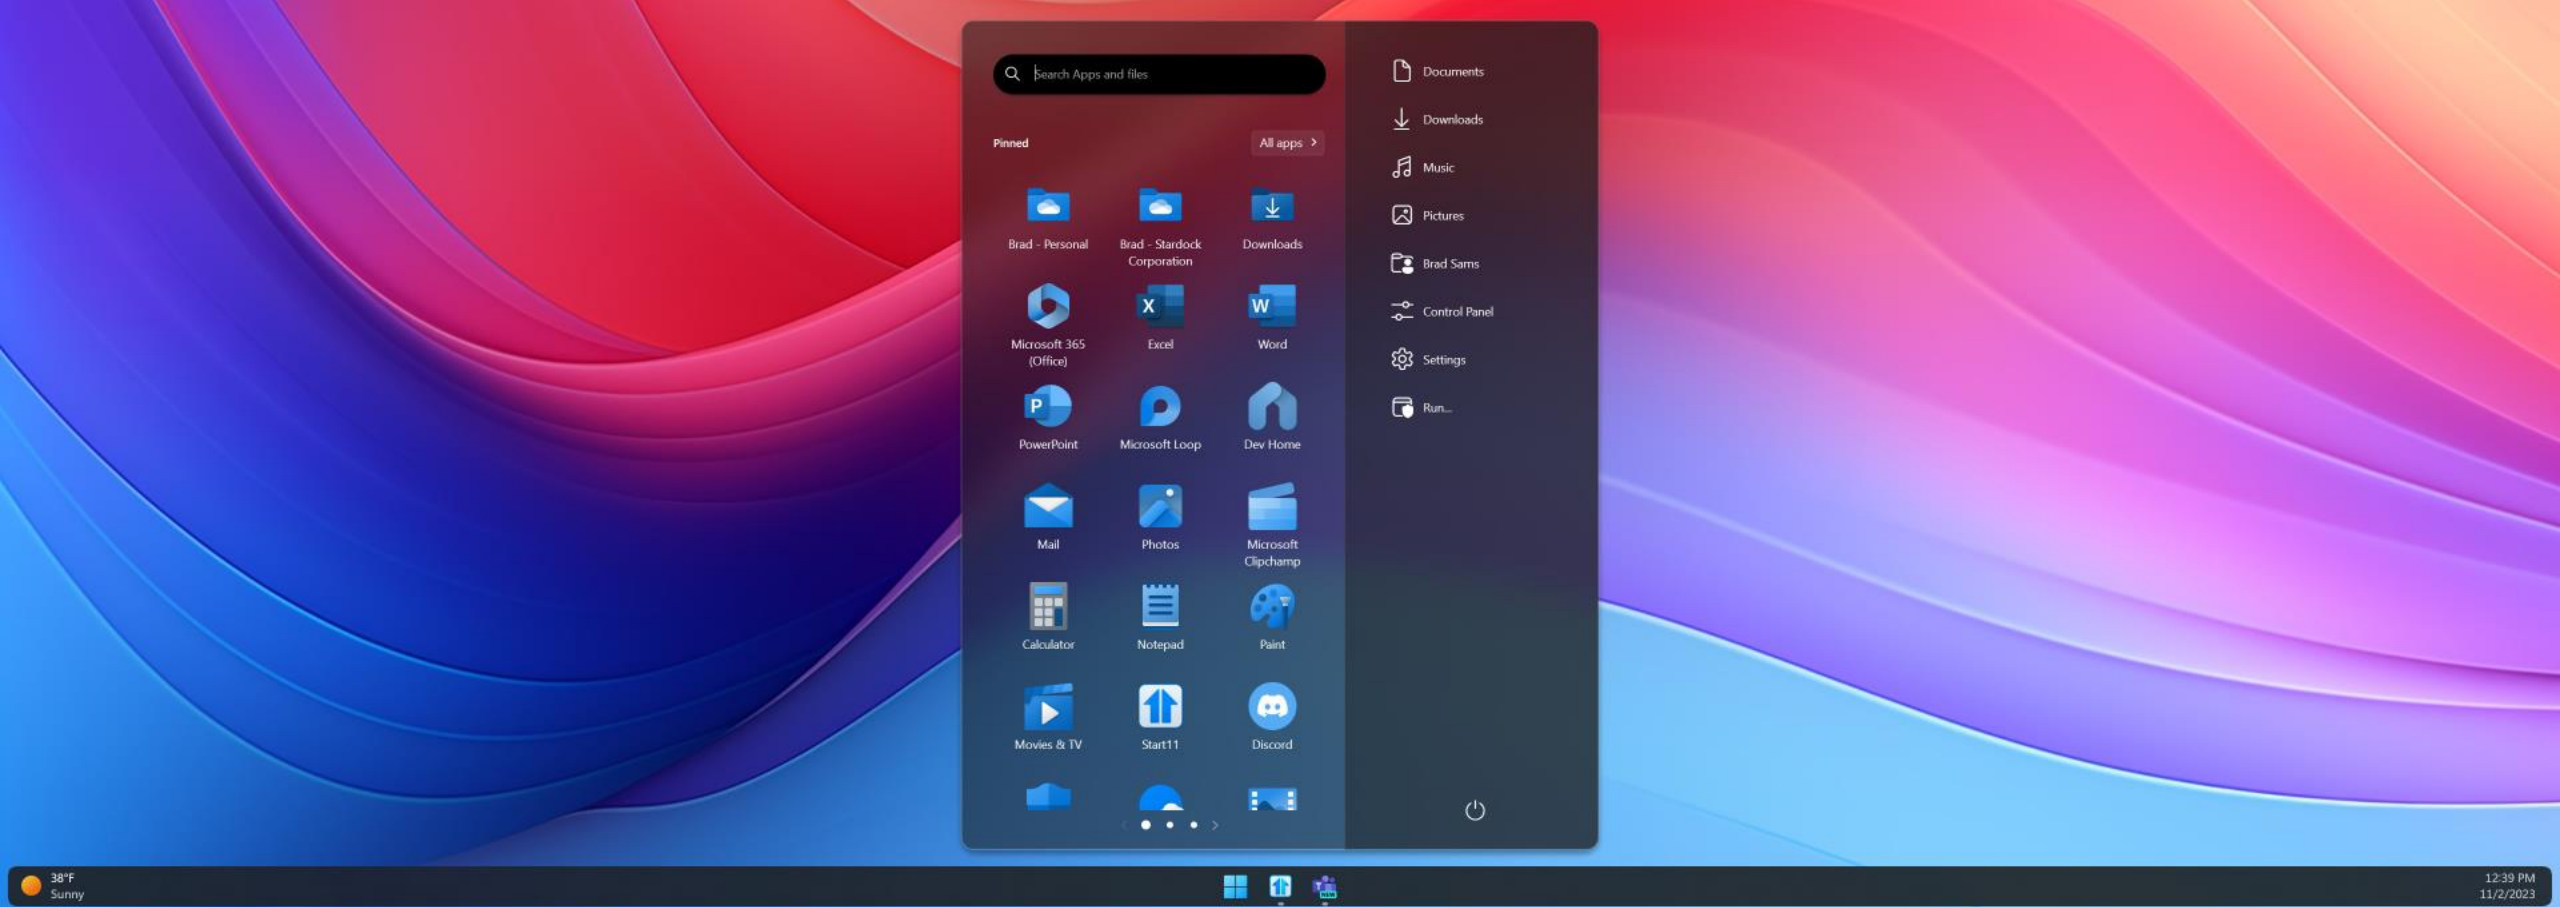 Search Apps and files
Pinned
All apps
Brad - Personal
Brad - Stardock
Corporation
Downloads
Microsoft 365
(Office)
Excel
Word
PowerPoint
Microsoft Loop
Dev Home
Mail
Photos
Microsoft
Clipchamp
Calculator
Notepad
Paint
Movies & TV
Start11
Discord
Documents
Downloads
Music
Pictures
Brad Sams
Control Panel
Settings
Run...
38°F
Sunny
12:39 PM
11/2/2023